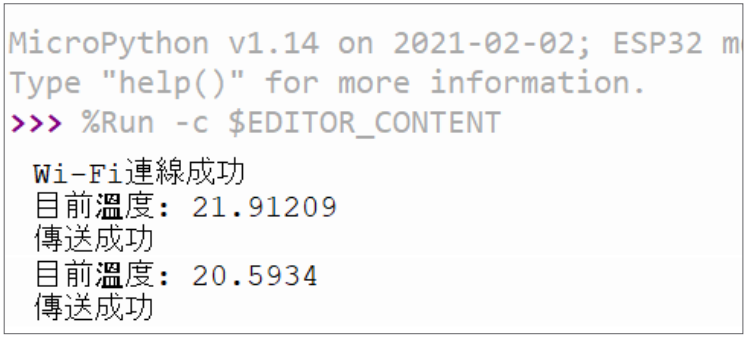 MicroPython v1.14 on 2021-02-02; ESP32
Type "help()" for more information.
>>> %Run -c $EDITOR_CONTENT
Wi-Fi連線成功
目前溫度: 21.91209
傳送成功
目前溫度: 20.5934
傳送成功